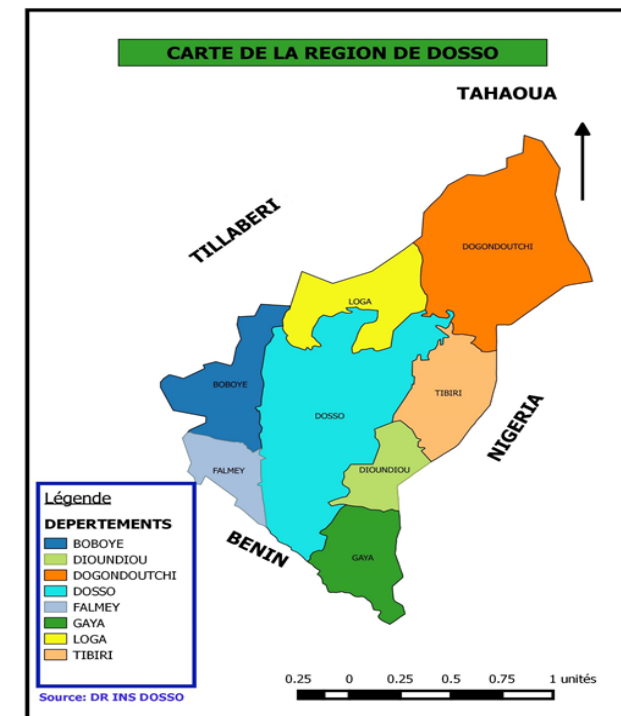 CARTE DE LA REGION DE DOSSO
TAHAOUA
TILLABERI
DOGONDOUTCHI
LOGA
BOBOYE
TIBIRI
DOSSO
NIGERIA
FALMEY
DIOUNDIOU
BENIN
GAYA
Légende
DEPERTEMENTS
BOBOYE
DIOUNDIOU
DOGONDOUTCHI
DOSSO
FALMEY
GAYA
LOGA
TIBIRI
Source: DR INS DOSSO
0.25 0 0.25 0.5 0.75 1 unités